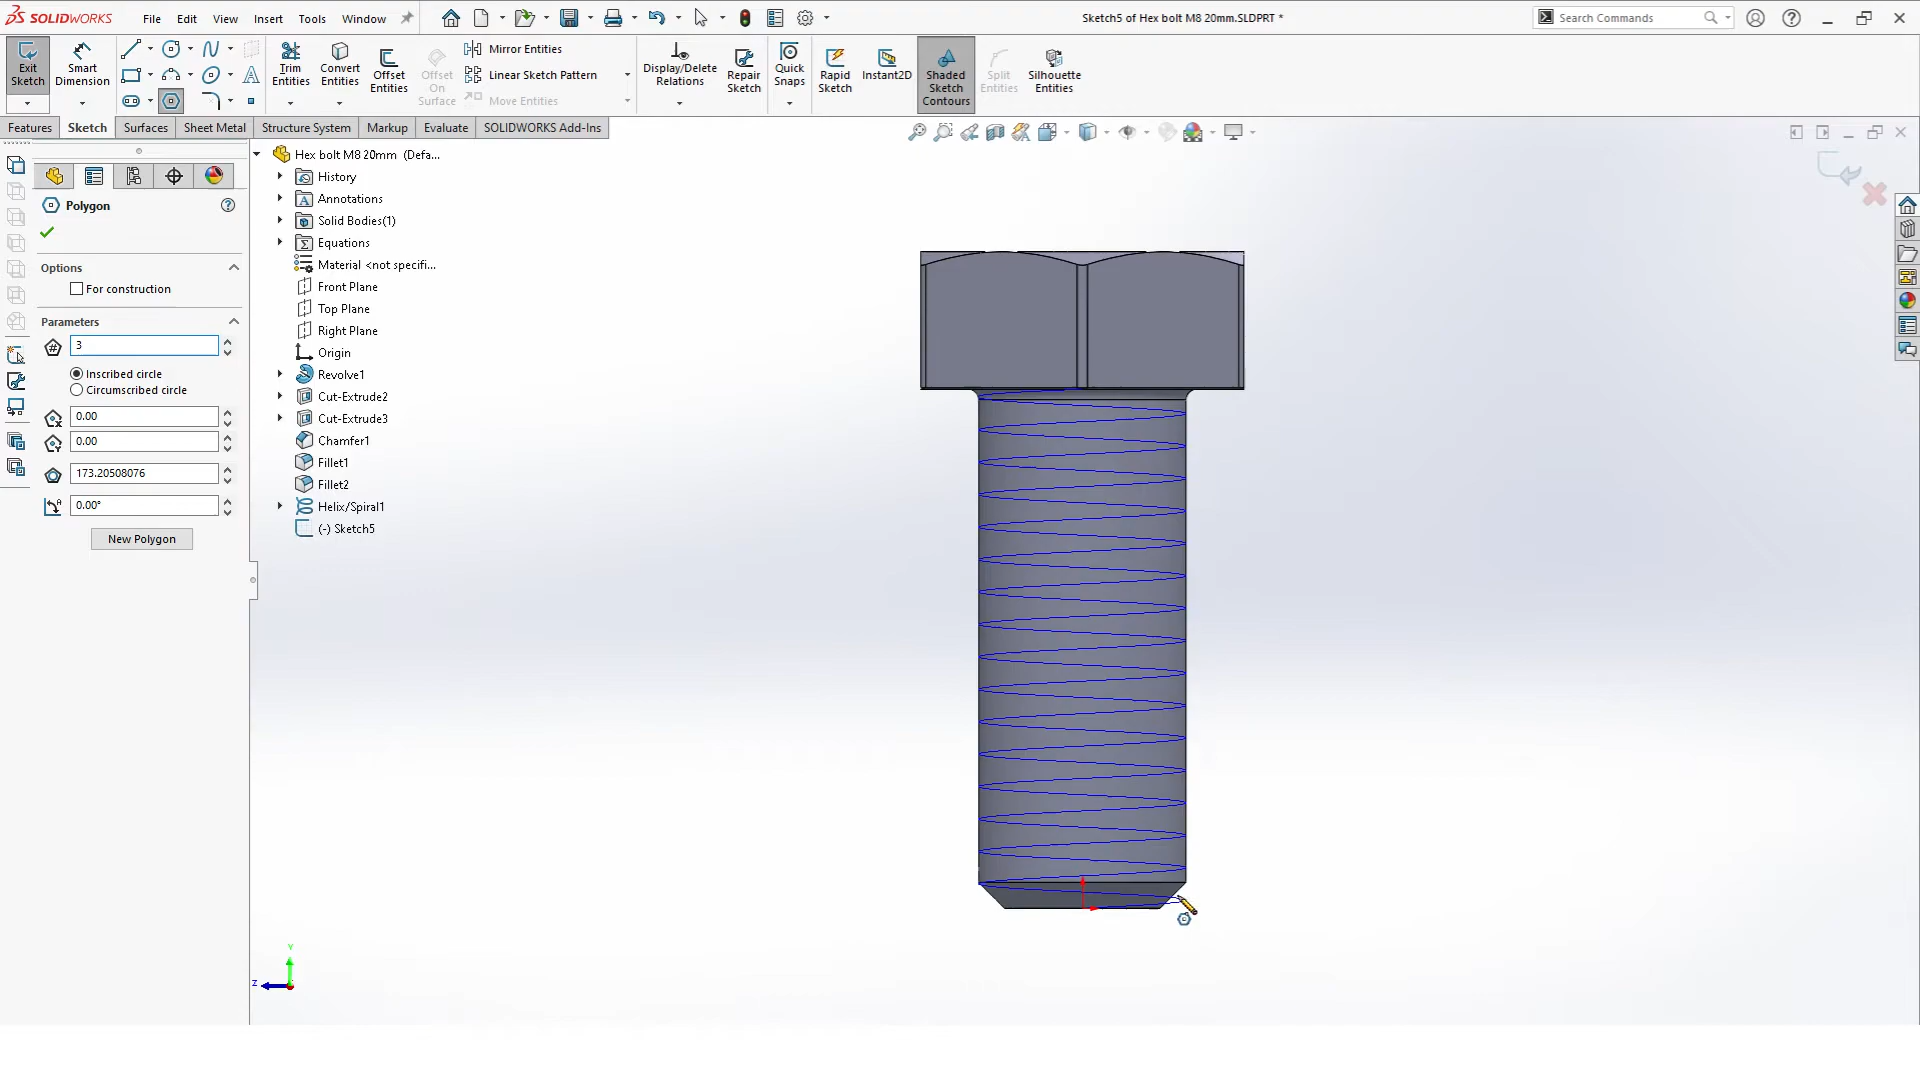 SOLIDWORKS
File Edit View Insert Tools Window
Sketch5 of Hex bolt M8 20mm.SLDPRT *
Search Commands
Exit Sketch
Smart Dimension
Trim Entities
Convert Entities
Offset Entities
Offset On Surface
Mirror Entities
Linear Sketch Pattern
Move Entities
Display/Delete Relations
Repair Sketch
Quick Snaps
Rapid Sketch
Instant2D
Shaded Sketch Contours
Split Entities
Silhouette Entities
Features Sketch Surfaces Sheet Metal Structure System Markup Evaluate SOLIDWORKS Add-Ins
Polygon
Options
For construction
Parameters
3
Inscribed circle
Circumscribed circle
0.00
0.00
173.20508076
0.00°
New Polygon
Hex bolt M8 20mm (Defa...
History
Annotations
Solid Bodies(1)
Equations
Material <not specifi...
Front Plane
Top Plane
Right Plane
Origin
Revolve1
Cut-Extrude2
Cut-Extrude3
Chamfer1
Fillet1
Fillet2
Helix/Spiral1
(-) Sketch5
Y
Z